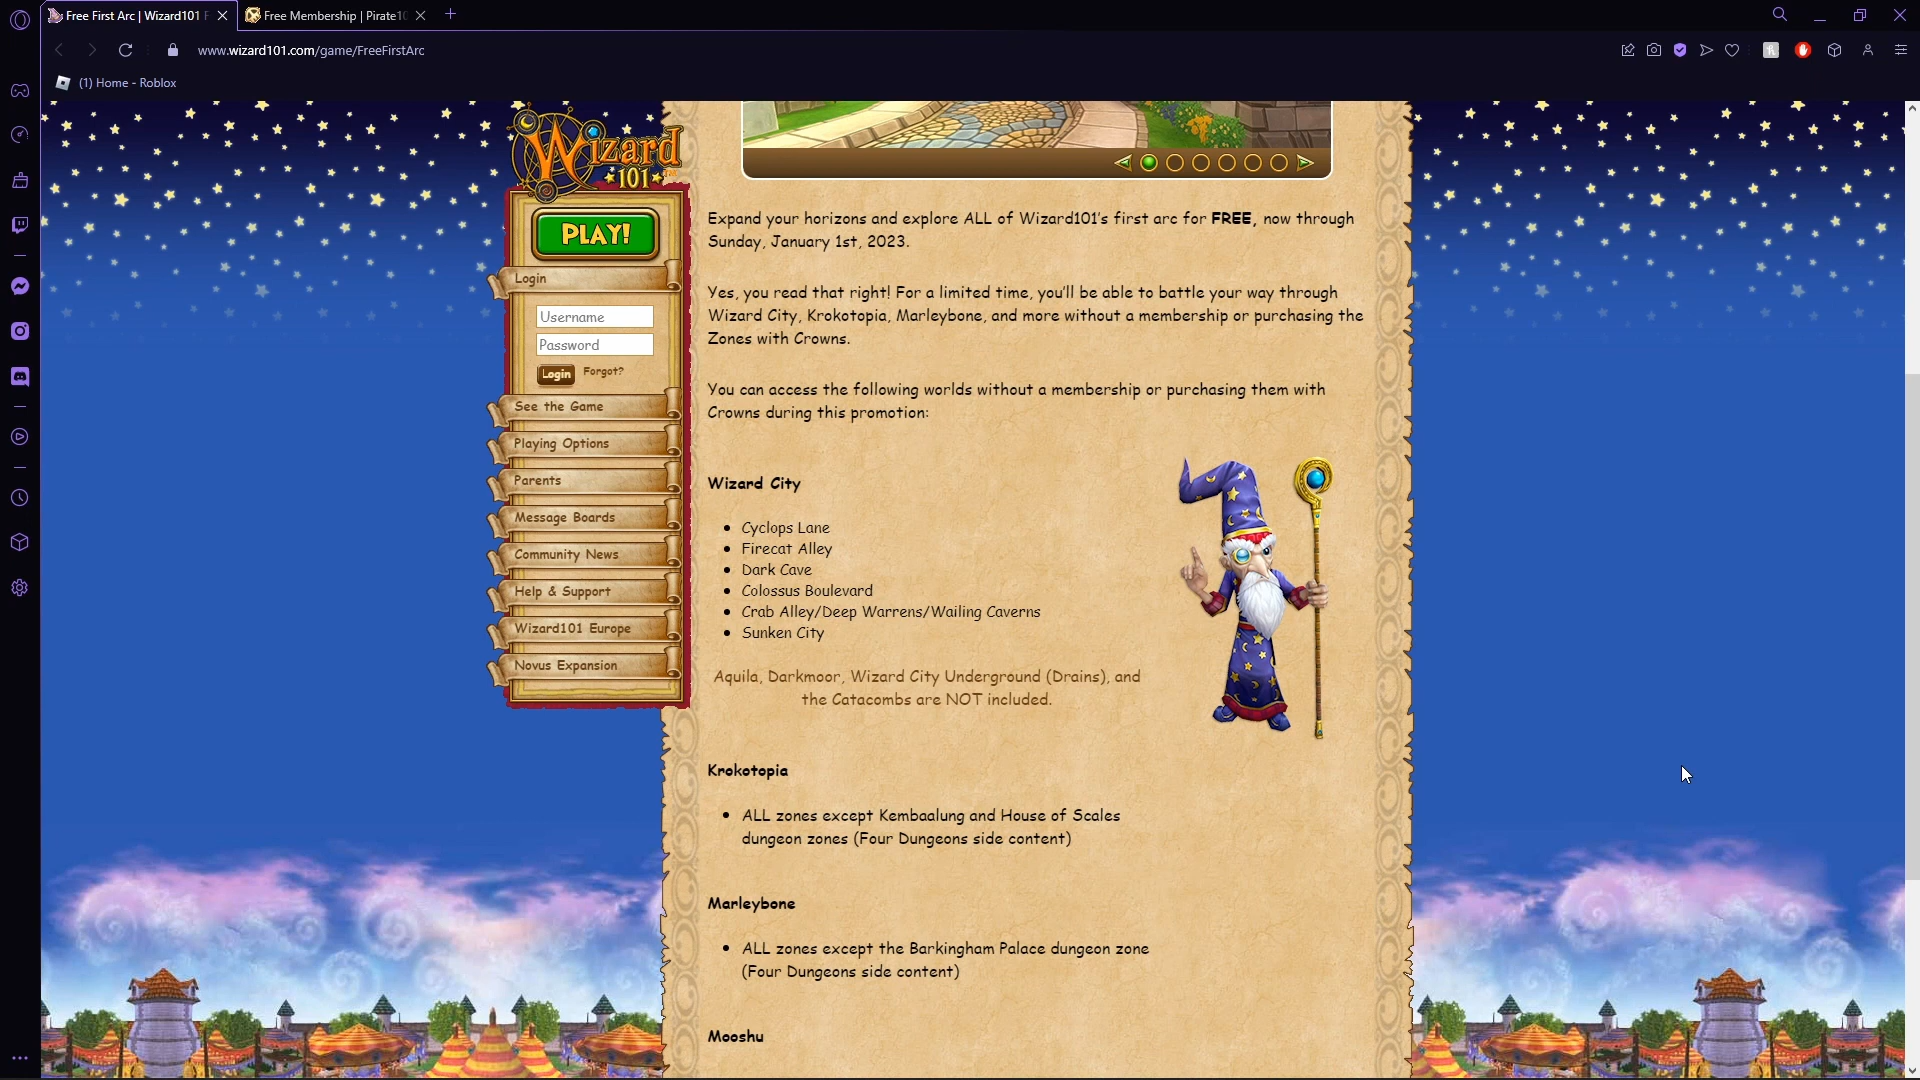 Free First Arc | Wizard101 F
Free Membership | Pirate10
www.wizard101.com/game/FreeFirstArc
(1) Home - Roblox
Wizard
101
TM
PLAY!
Login
Username
Password
Login Forgot?
See the Game
Playing Options
Parents
Message Boards
Community News
Help & Support
Wizard101 Europe
Novus Expansion
Expand your horizons and explore ALL of Wizard101's first arc for FREE, now through
Sunday, January 1st, 2023.
Yes, you read that right! For a limited time, you'll be able to battle your way through
Wizard City, Krokotopia, Marleybone, and more without a membership or purchasing the
Zones with Crowns.
You can access the following worlds without a membership or purchasing them with
Crowns during this promotion:
Wizard City
• Cyclops Lane
• Firecat Alley
• Dark Cave
• Colossus Boulevard
• Crab Alley/Deep Warrens/Wailing Caverns
• Sunken City
Aquila, Darkmoor, Wizard City Underground (Drains), and
the Catacombs are NOT included.
Krokotopia
• ALL zones except Kembaalung and House of Scales
dungeon zones (Four Dungeons side content)
Marleybone
• ALL zones except the Barkingham Palace dungeon zone
(Four Dungeons side content)
Mooshu